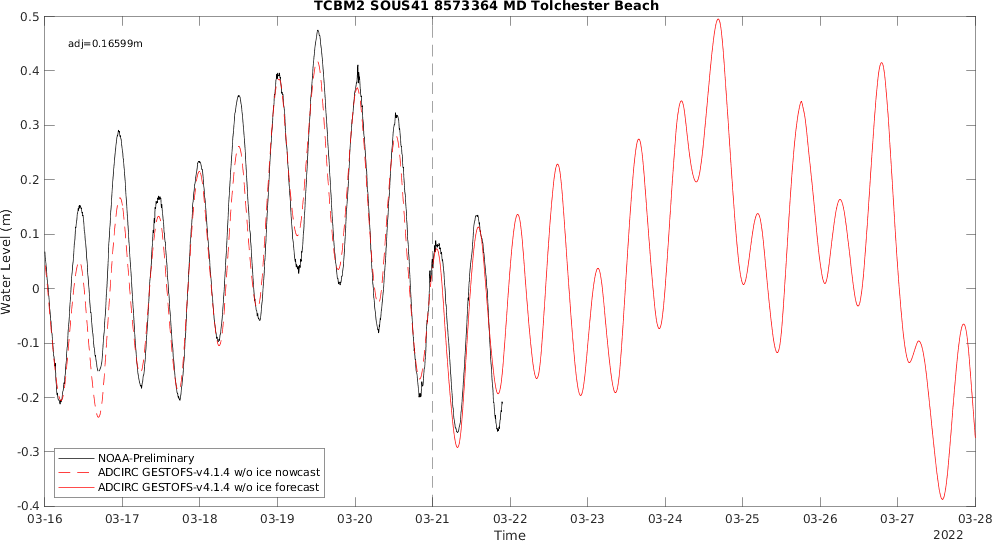 TCBM2 SOUS41 8573364 MD Tolchester Beach
adj=0.16599m
0.5
0.4
0.3
0.2
0.1
0
-0.1
-0.2
-0.3
-0.4
Water Level (m)
NOAA-Preliminary
ADCIRC GESTOFS-v4.1.4 w/o ice nowcast
ADCIRC GESTOFS-v4.1.4 w/o ice forecast
03-16 03-17 03-18 03-19 03-20 03-21 03-22 03-23 03-24 03-25 03-26 03-27 03-28
Time
2022